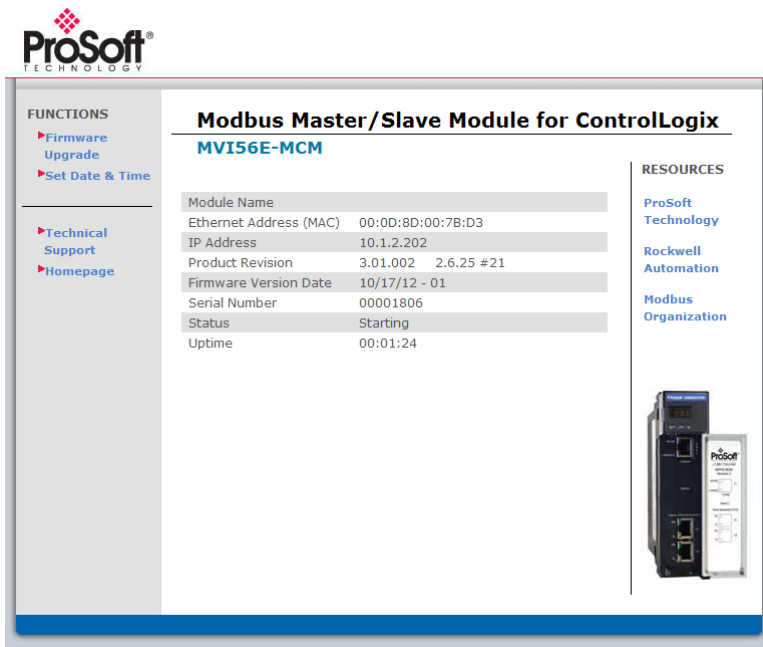 ProSoft®
TECHNOLOGY
FUNCTIONS
Firmware
Upgrade
Set Date & Time
Technical
Support
Homepage
Modbus Master/Slave Module for ControlLogix
MVI56E-MCM
Module Name
Ethernet Address (MAC) 00:0D:8D:00:7B:D3
IP Address 10.1.2.202
Product Revision 3.01.002 2.6.25 #21
Firmware Version Date 10/17/12 - 01
Serial Number 00001806
Status Starting
Uptime 00:01:24
RESOURCES
ProSoft
Technology
Rockwell
Automation
Modbus
Organization
ProSoft